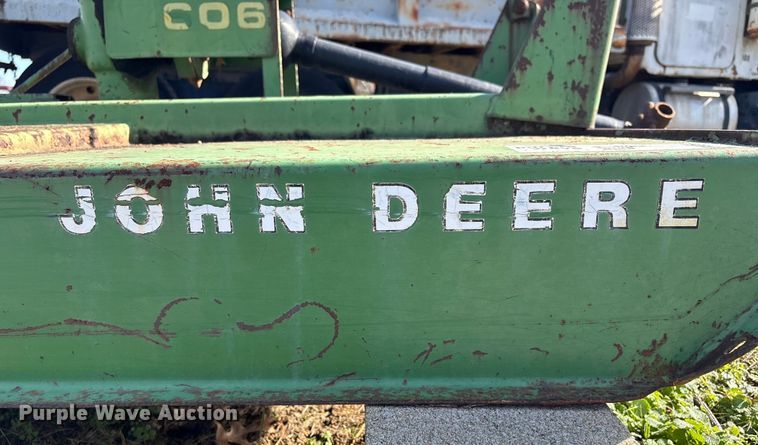 C06
JOHN DEERE
Purple Wave Auction